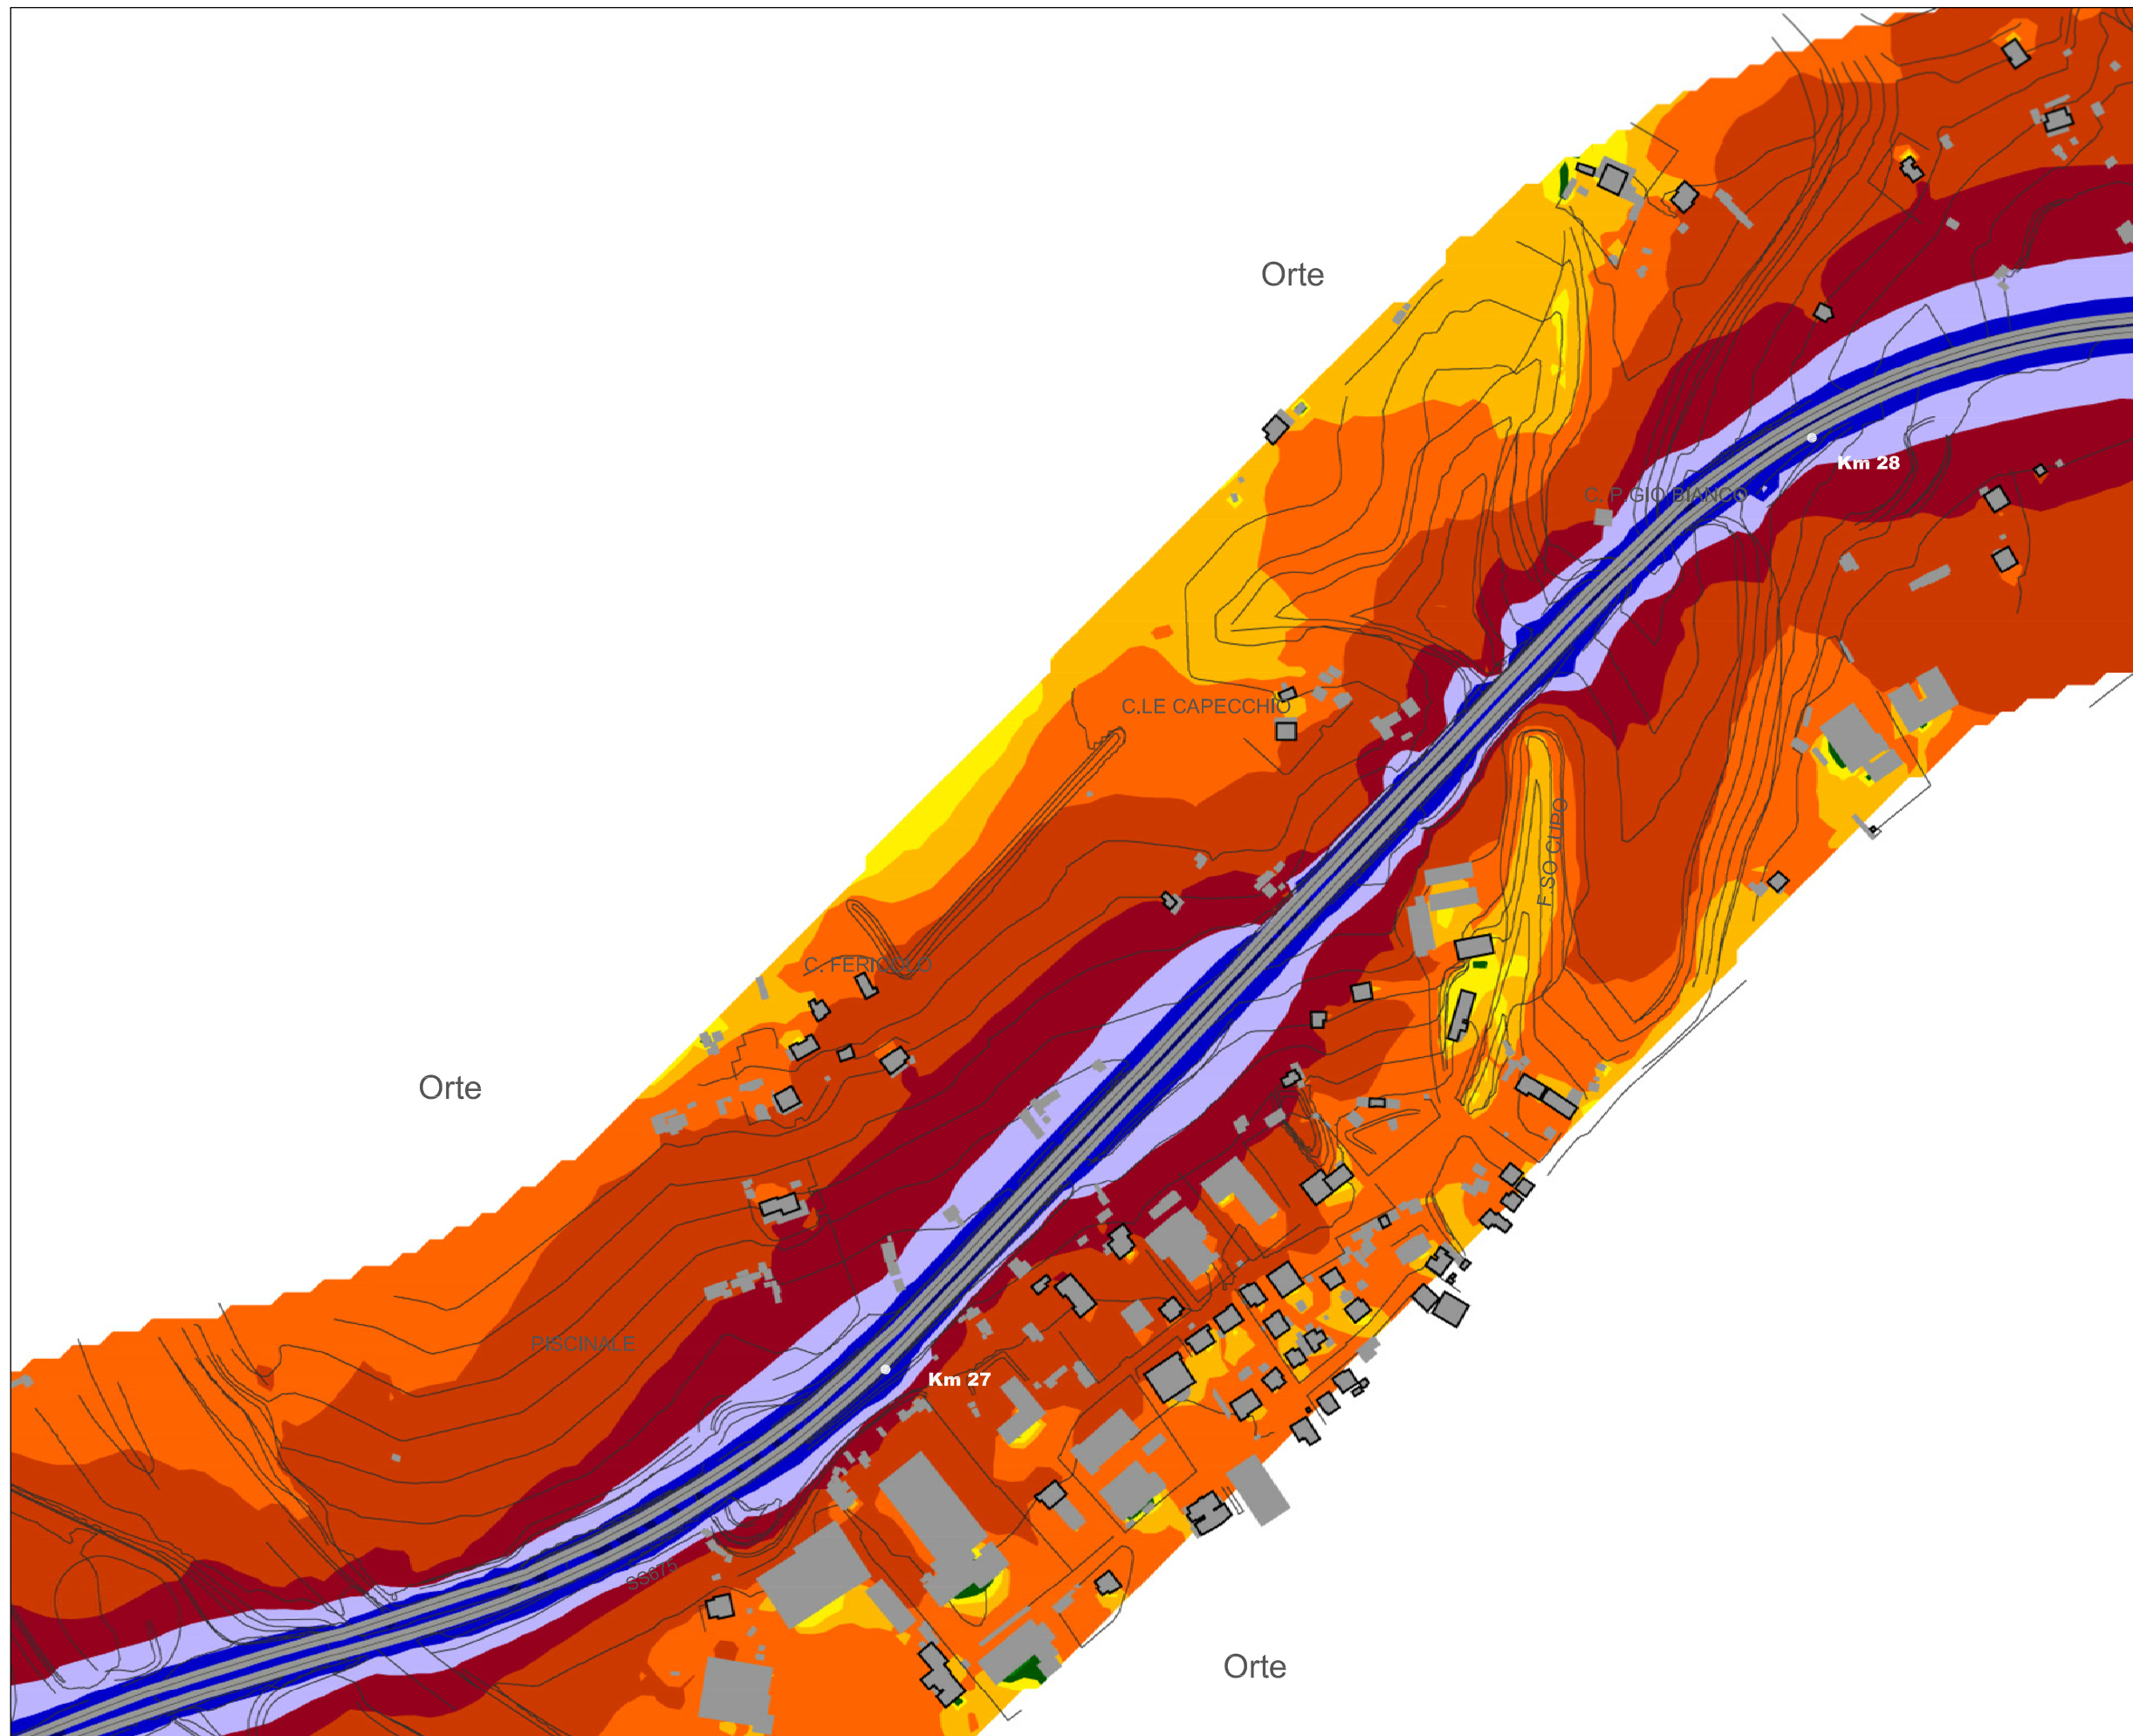 Orte
Km 28
C. P.GIO BIANCO
C.LE CAPECCHIO
F.SO CUPO
C. FERICOLO
Orte
PISCINALE
Km 27
SS675
Orte